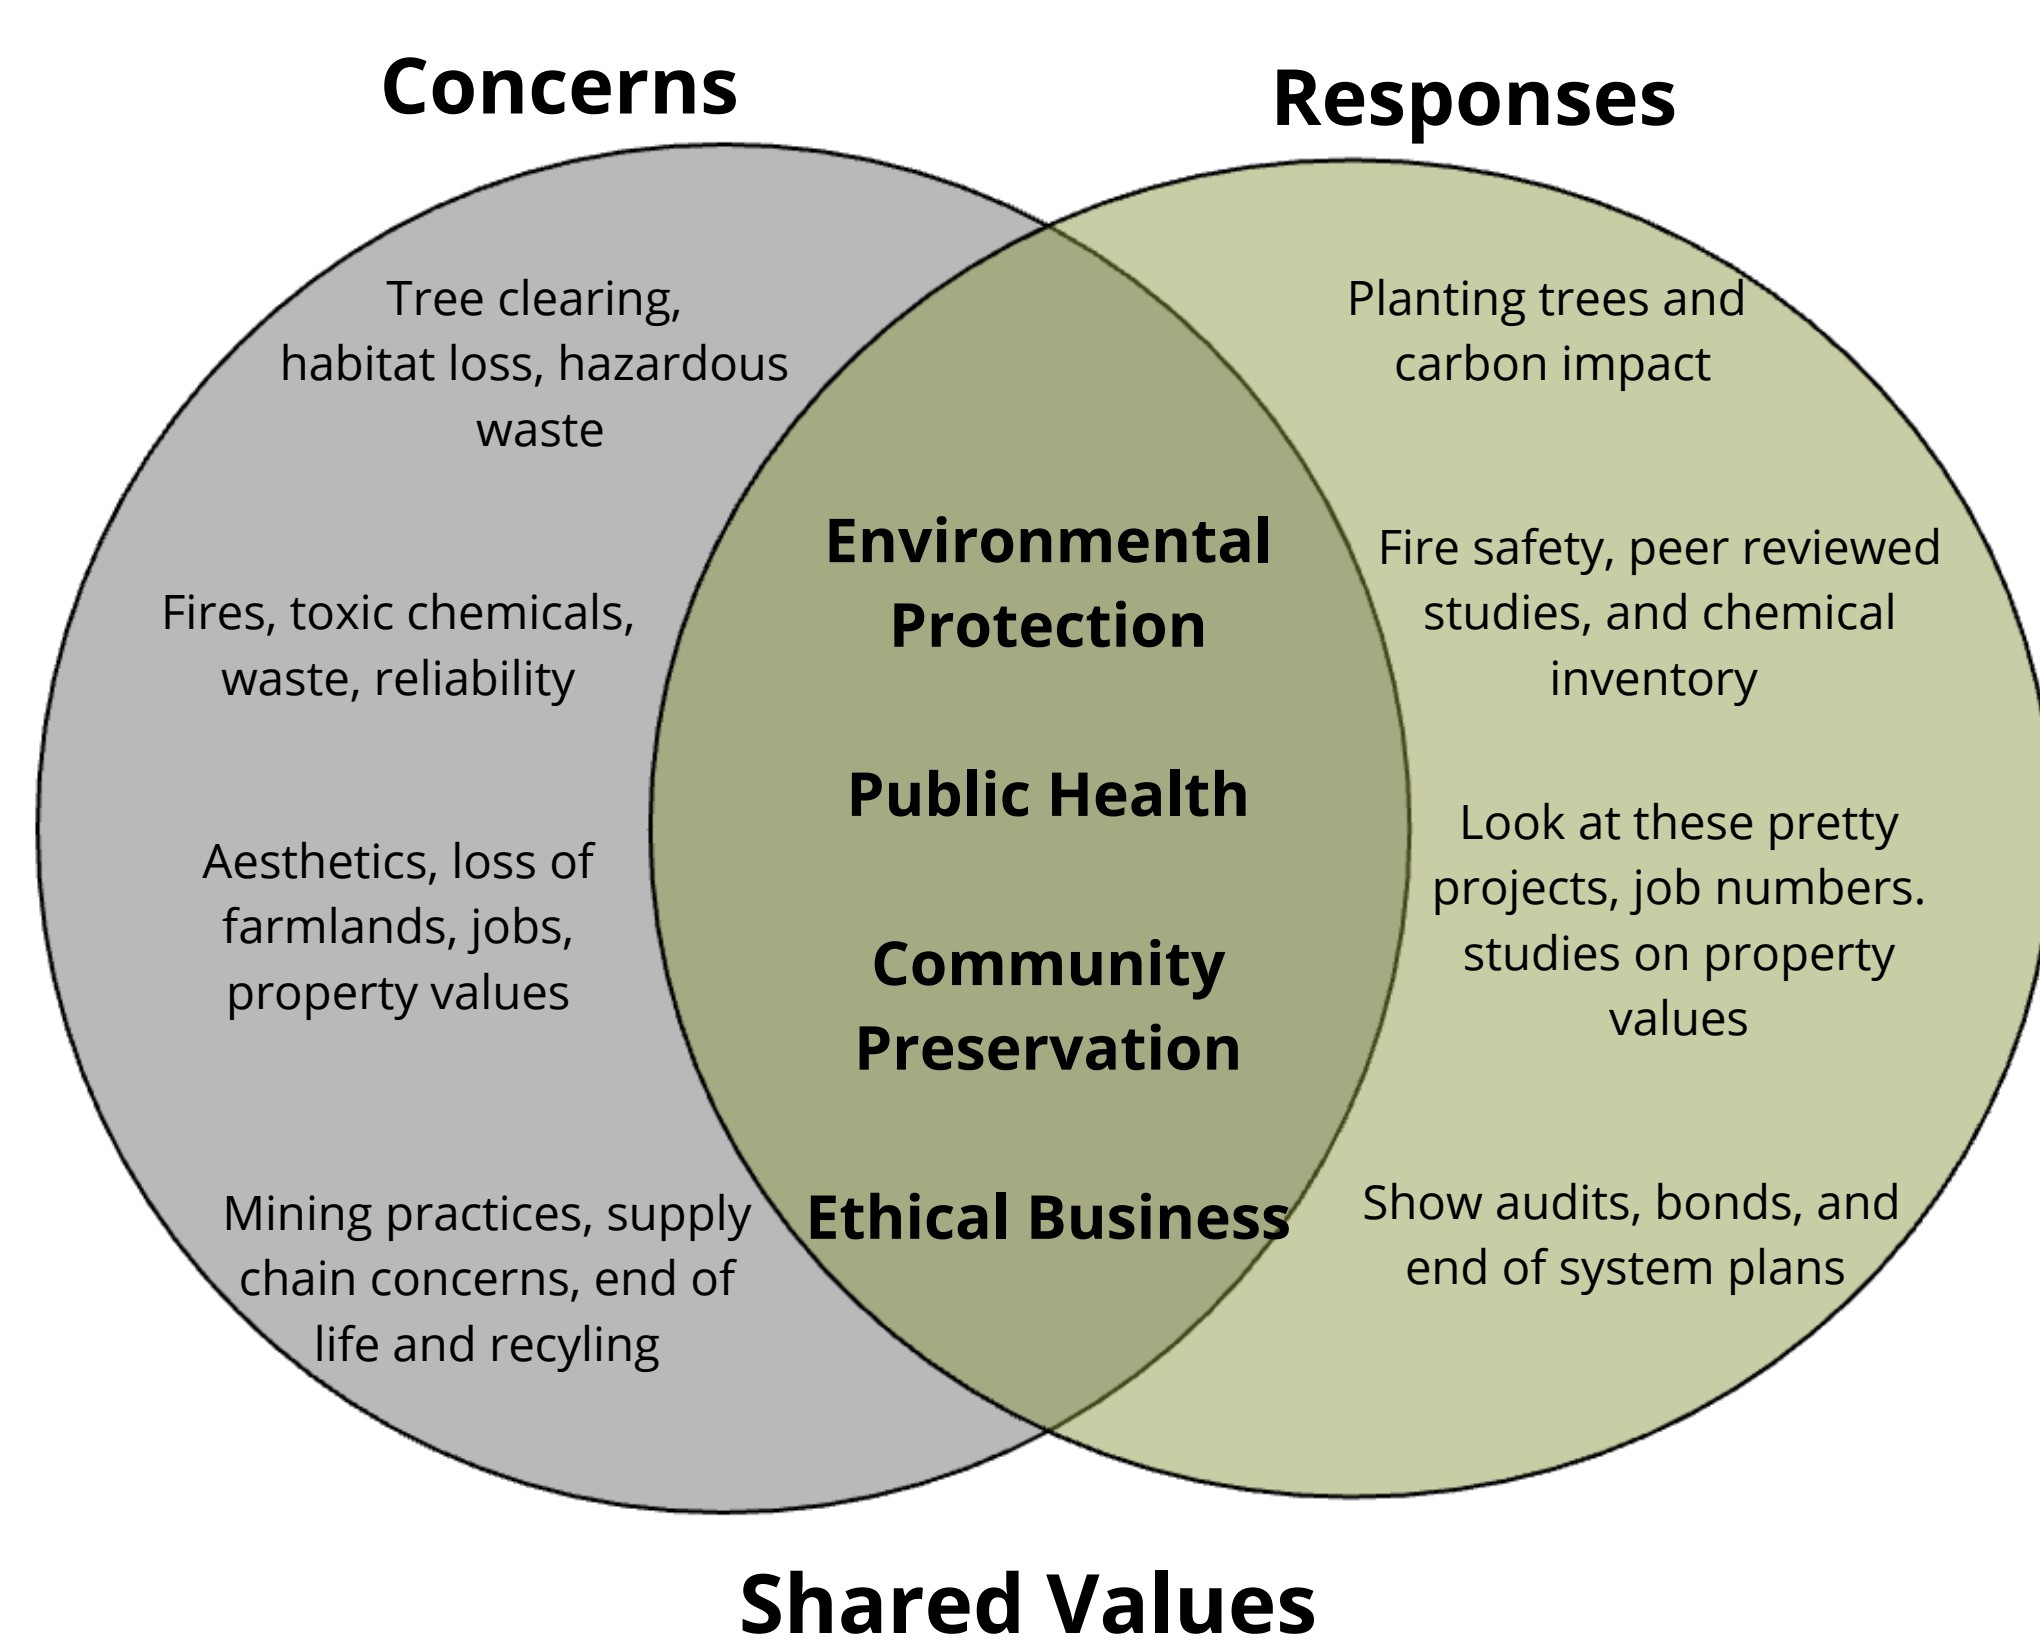 Concerns
Responses
Tree clearing,
habitat loss, hazardous
waste
Fires, toxic chemicals,
waste, reliability
Aesthetics, loss of
farmlands, jobs,
property values
Mining practices, supply
chain concerns, end of
life and recyling
Environmental
Protection
Public Health
Community
Preservation
Ethical Business
Planting trees and
carbon impact
Fire safety, peer reviewed
studies, and chemical
inventory
Look at these pretty
projects, job numbers.
studies on property
values
Show audits, bonds, and
end of system plans
Shared Values